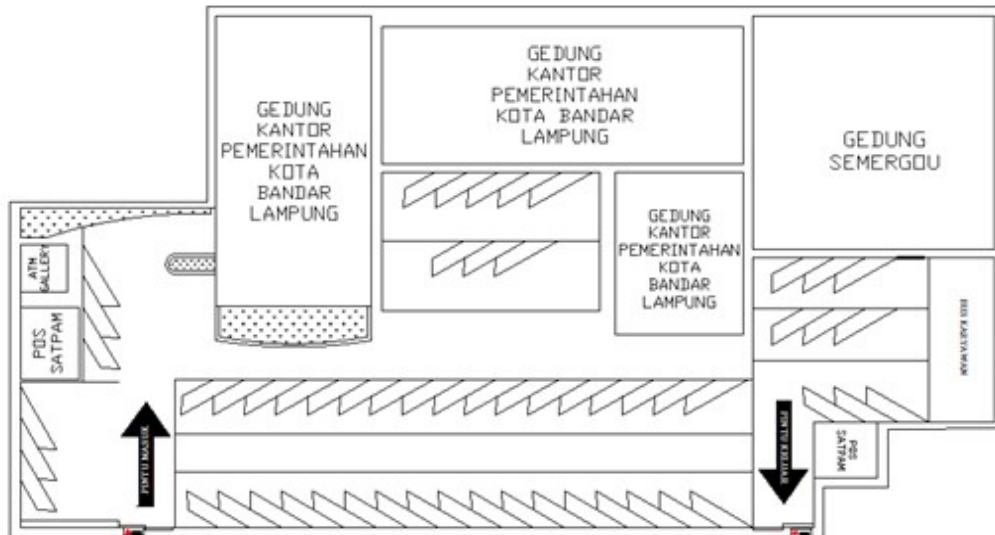 GEDUNG
KANTOR
PEMERINTAHAN
KOTA
BANDAR
LAMPUNG
GEDUNG
KANTOR
PEMERINTAHAN
KOTA BANDAR
LAMPUNG
GEDUNG
SEMERGOU
GEDUNG
KANTOR
PEMERINTAHAN
KOTA
BANDAR
LAMPUNG
ATM
GALLERY
POS
SATPAM
PINTU MASUK
PINTU KELUAR
POS
SATPAM
KARYAWAN